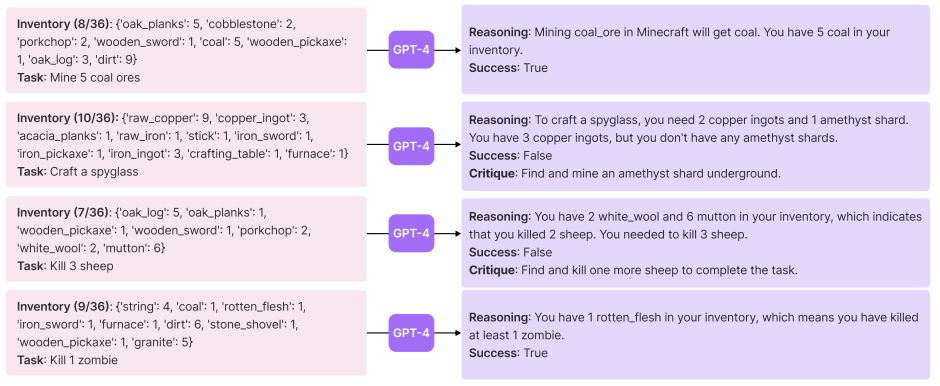 Inventory (8/36): {'oak_planks': 5, 'cobblestone': 2,
'porkchop': 2, 'wooden_sword': 1, 'coal': 5, 'wooden_pickaxe':
1, 'oak_log': 3, 'dirt': 9}
Task: Mine 5 coal ores
GPT-4
Reasoning: Mining coal_ore in Minecraft will get coal. You have 5 coal in your
inventory.
Success: True
Inventory (10/36): {'raw_copper': 9, 'copper_ingot': 3,
'acacia_planks': 1, 'raw_iron': 1, 'stick': 1, 'iron_sword': 1,
'iron_pickaxe': 1, 'iron_ingot': 3, 'crafting_table': 1, 'furnace': 1}
Task: Craft a spyglass
GPT-4
Reasoning: To craft a spyglass, you need 2 copper ingots and 1 amethyst shard.
You have 3 copper ingots, but you don't have any amethyst shards.
Success: False
Critique: Find and mine an amethyst shard underground.
Inventory (7/36): {'oak_log': 5, 'oak_planks': 1,
'wooden_pickaxe': 1, 'wooden_sword': 1, 'porkchop': 2,
'white_wool': 2, 'mutton': 6}
Task: Kill 3 sheep
GPT-4
Reasoning: You have 2 white_wool and 6 mutton in your inventory, which indicates
that you killed 2 sheep. You needed to kill 3 sheep.
Success: False
Critique: Find and kill one more sheep to complete the task.
Inventory (9/36): {'string': 4, 'coal': 1, 'rotten_flesh': 1,
'iron_sword': 1, 'furnace': 1, 'dirt': 6, 'stone_shovel': 1,
'wooden_pickaxe': 1, 'granite': 5}
Task: Kill 1 zombie
GPT-4
Reasoning: You have 1 rotten_flesh in your inventory, which means you have killed
at least 1 zombie.
Success: True